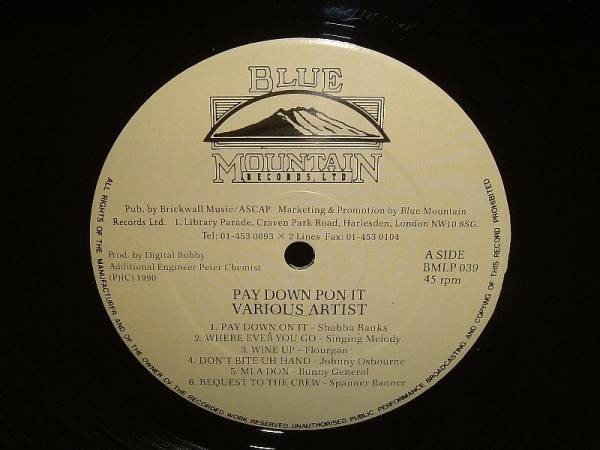 BLUE
MOUNTAIN
RECORDS, LTD.
Pub. by Brickwall Music/ASCAP Marketing & Promotion by Blue Mountain
Records Ltd. 1. Library Parade, Craven Park Road, Harlesden, London NW10 8SG.
Tel: 01-453 0093 × 2 Lines Fax: 01-453 0104
Prod. by Digital Bobby
Additional Engineer Peter Chemist
(P)(C) 1990
A SIDE
BMLP 039
45 rpm
PAY DOWN PON IT
VARIOUS ARTIST
1. PAY DOWN ON IT - Shabba Ranks
2. WHERE EVER YOU GO - Singing Melody
3. WINE UP - Flourgan
4. DON'T BITE UH HAND - Johnny Osbourne
5. MI A DON - Bunny General
6. REQUEST TO THE CREW - Spanner Banner
ALL RIGHTS OF THE MANUFACTURER AND OF THE OWNER OF THE RECORDED WORK RESERVED UNAUTHORISED PUBLIC PERFORMANCE BROADCASTING AND COPYING OF THIS RECORD PROHIBITED